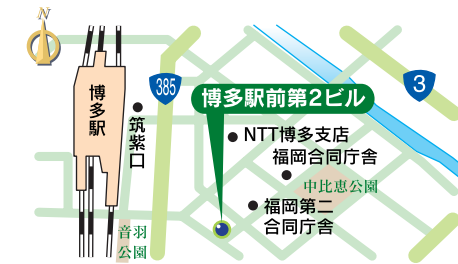 N
385
3
博多駅前第2ビル
博多駅
筑紫口
NTT博多支店
福岡合同庁舎
中比恵公園
福岡第二
合同庁舎
音羽
公園